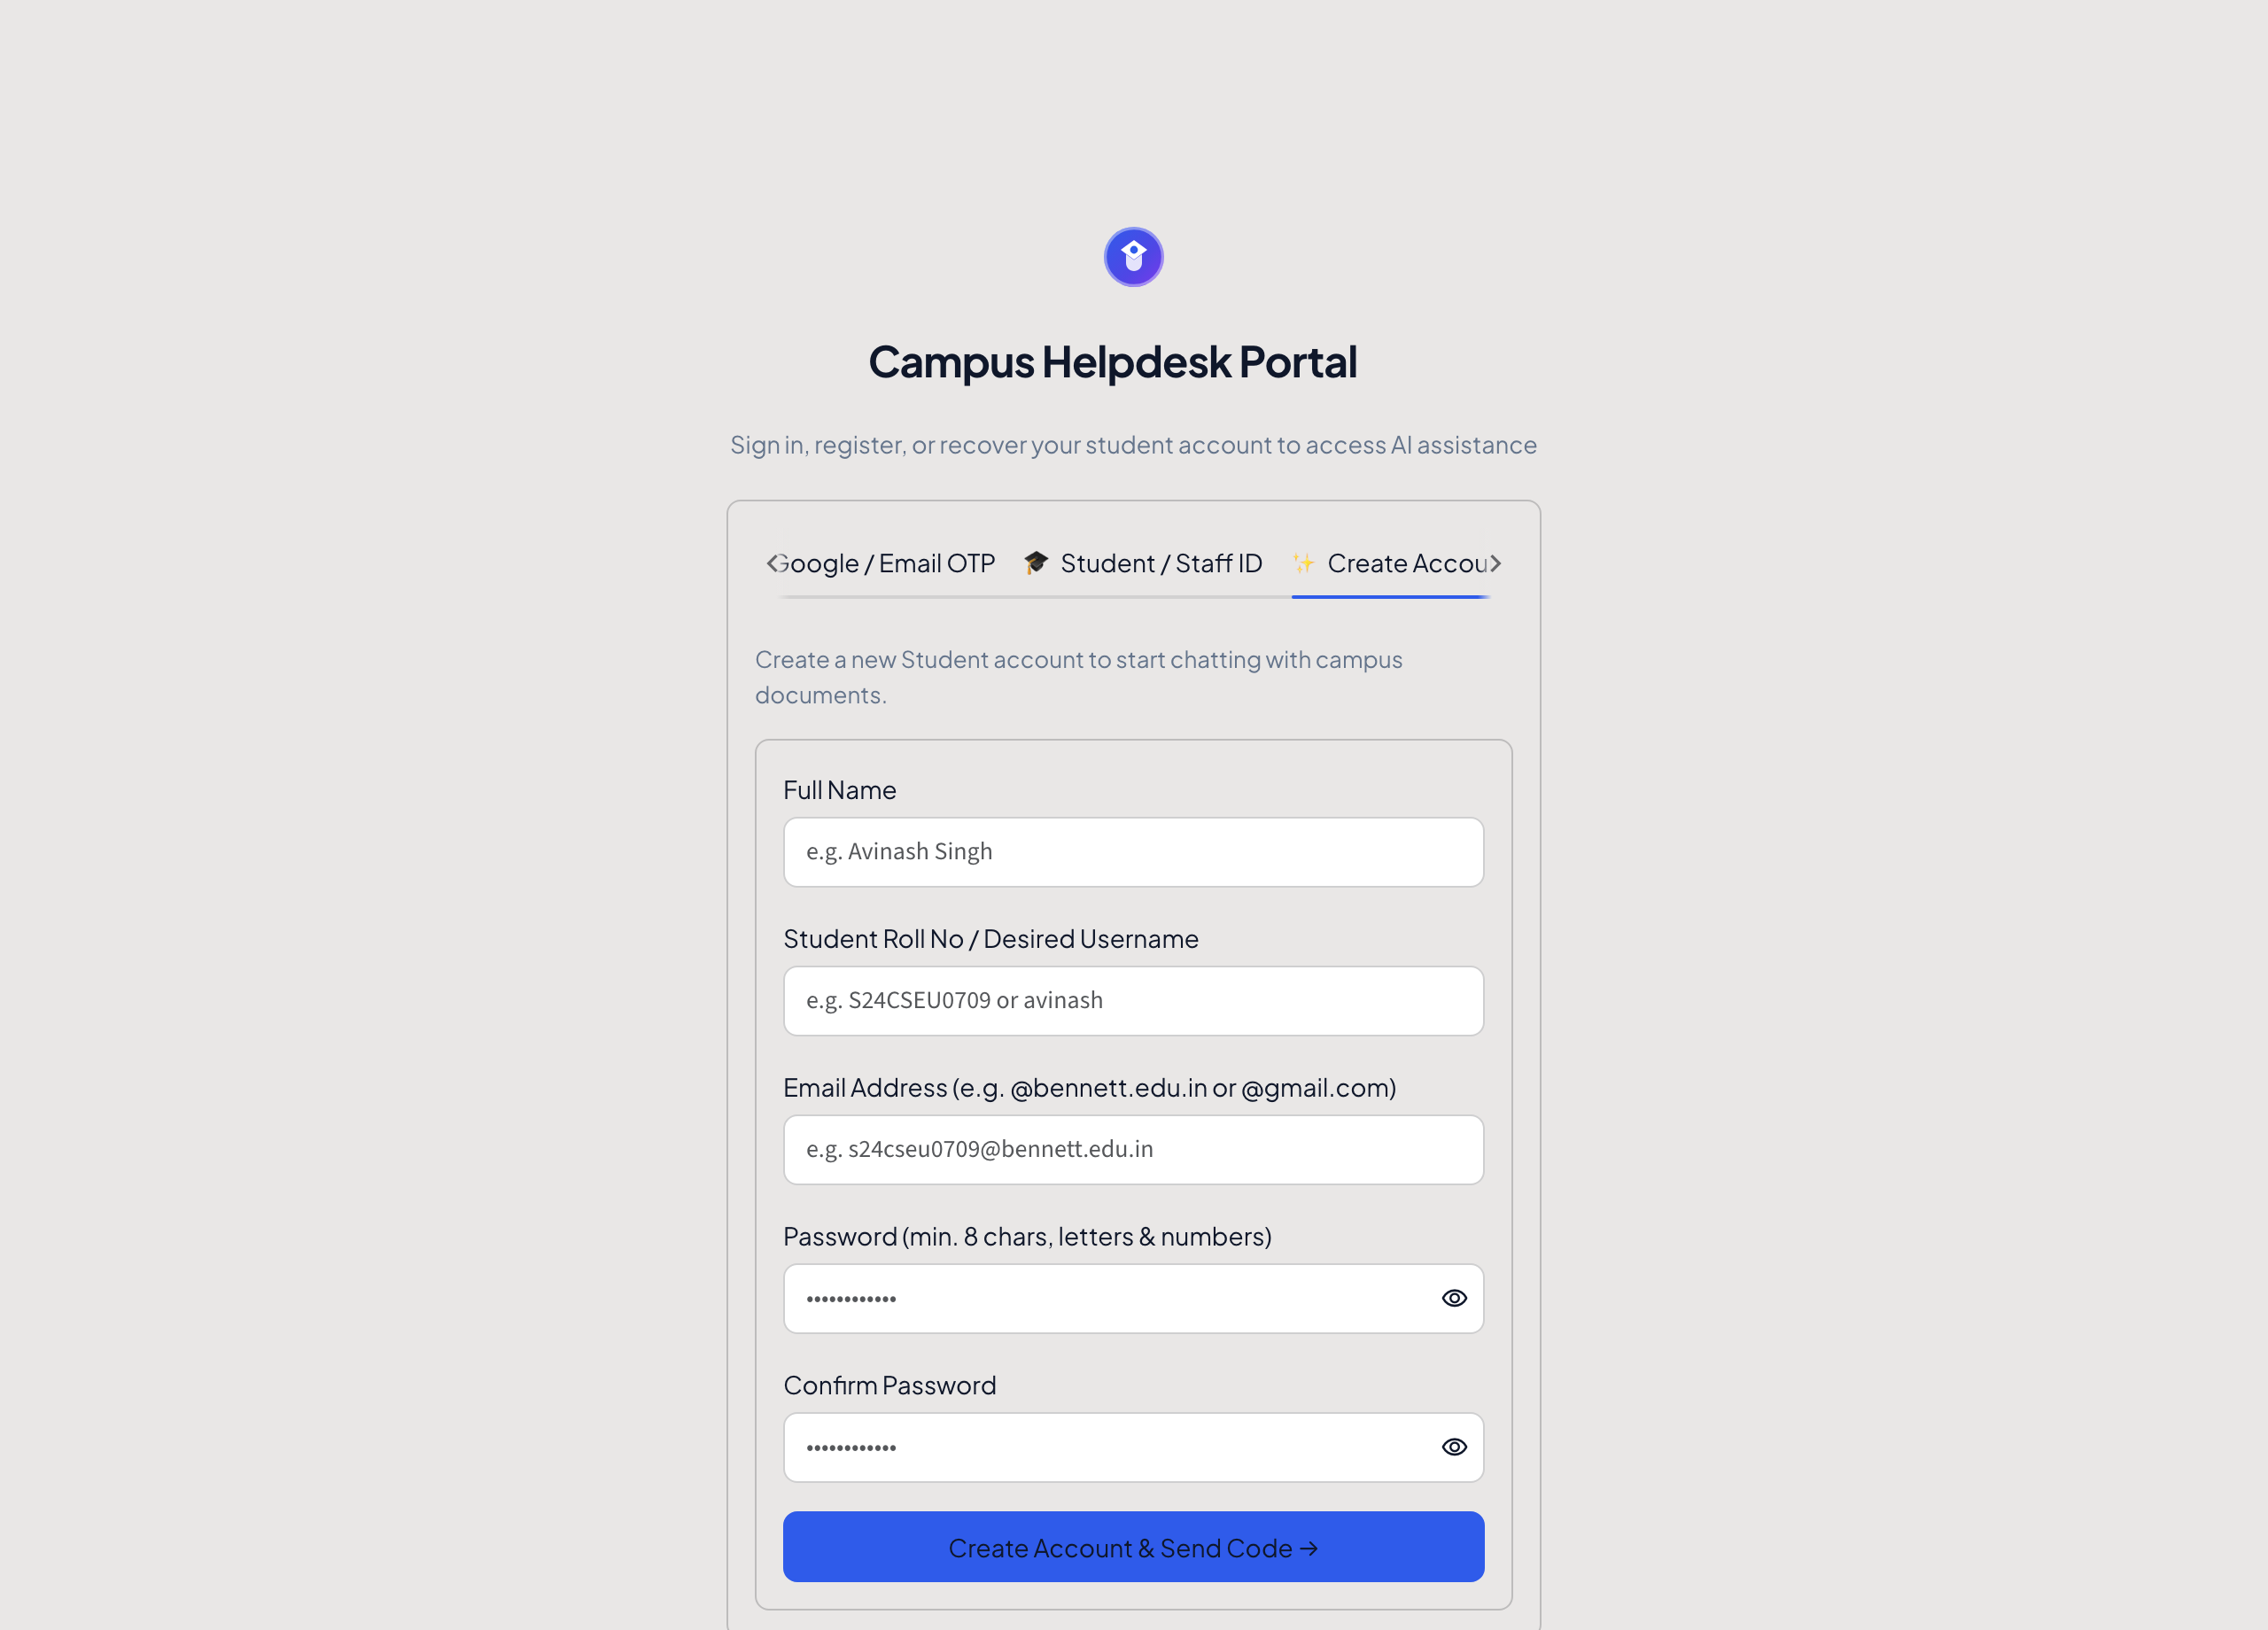 Campus Helpdesk Portal
Sign in, register, or recover your student account to access AI assistance
Google / Email OTP 🎓 Student / Staff ID ✨ Create Accou
Create a new Student account to start chatting with campus
documents.
Full Name
e.g. Avinash Singh
Student Roll No / Desired Username
e.g. S24CSEU0709 or avinash
Email Address (e.g. @bennett.edu.in or @gmail.com)
e.g. s24cseu0709@bennett.edu.in
Password (min. 8 chars, letters & numbers)
••••••••••••
Confirm Password
••••••••••••
Create Account & Send Code →